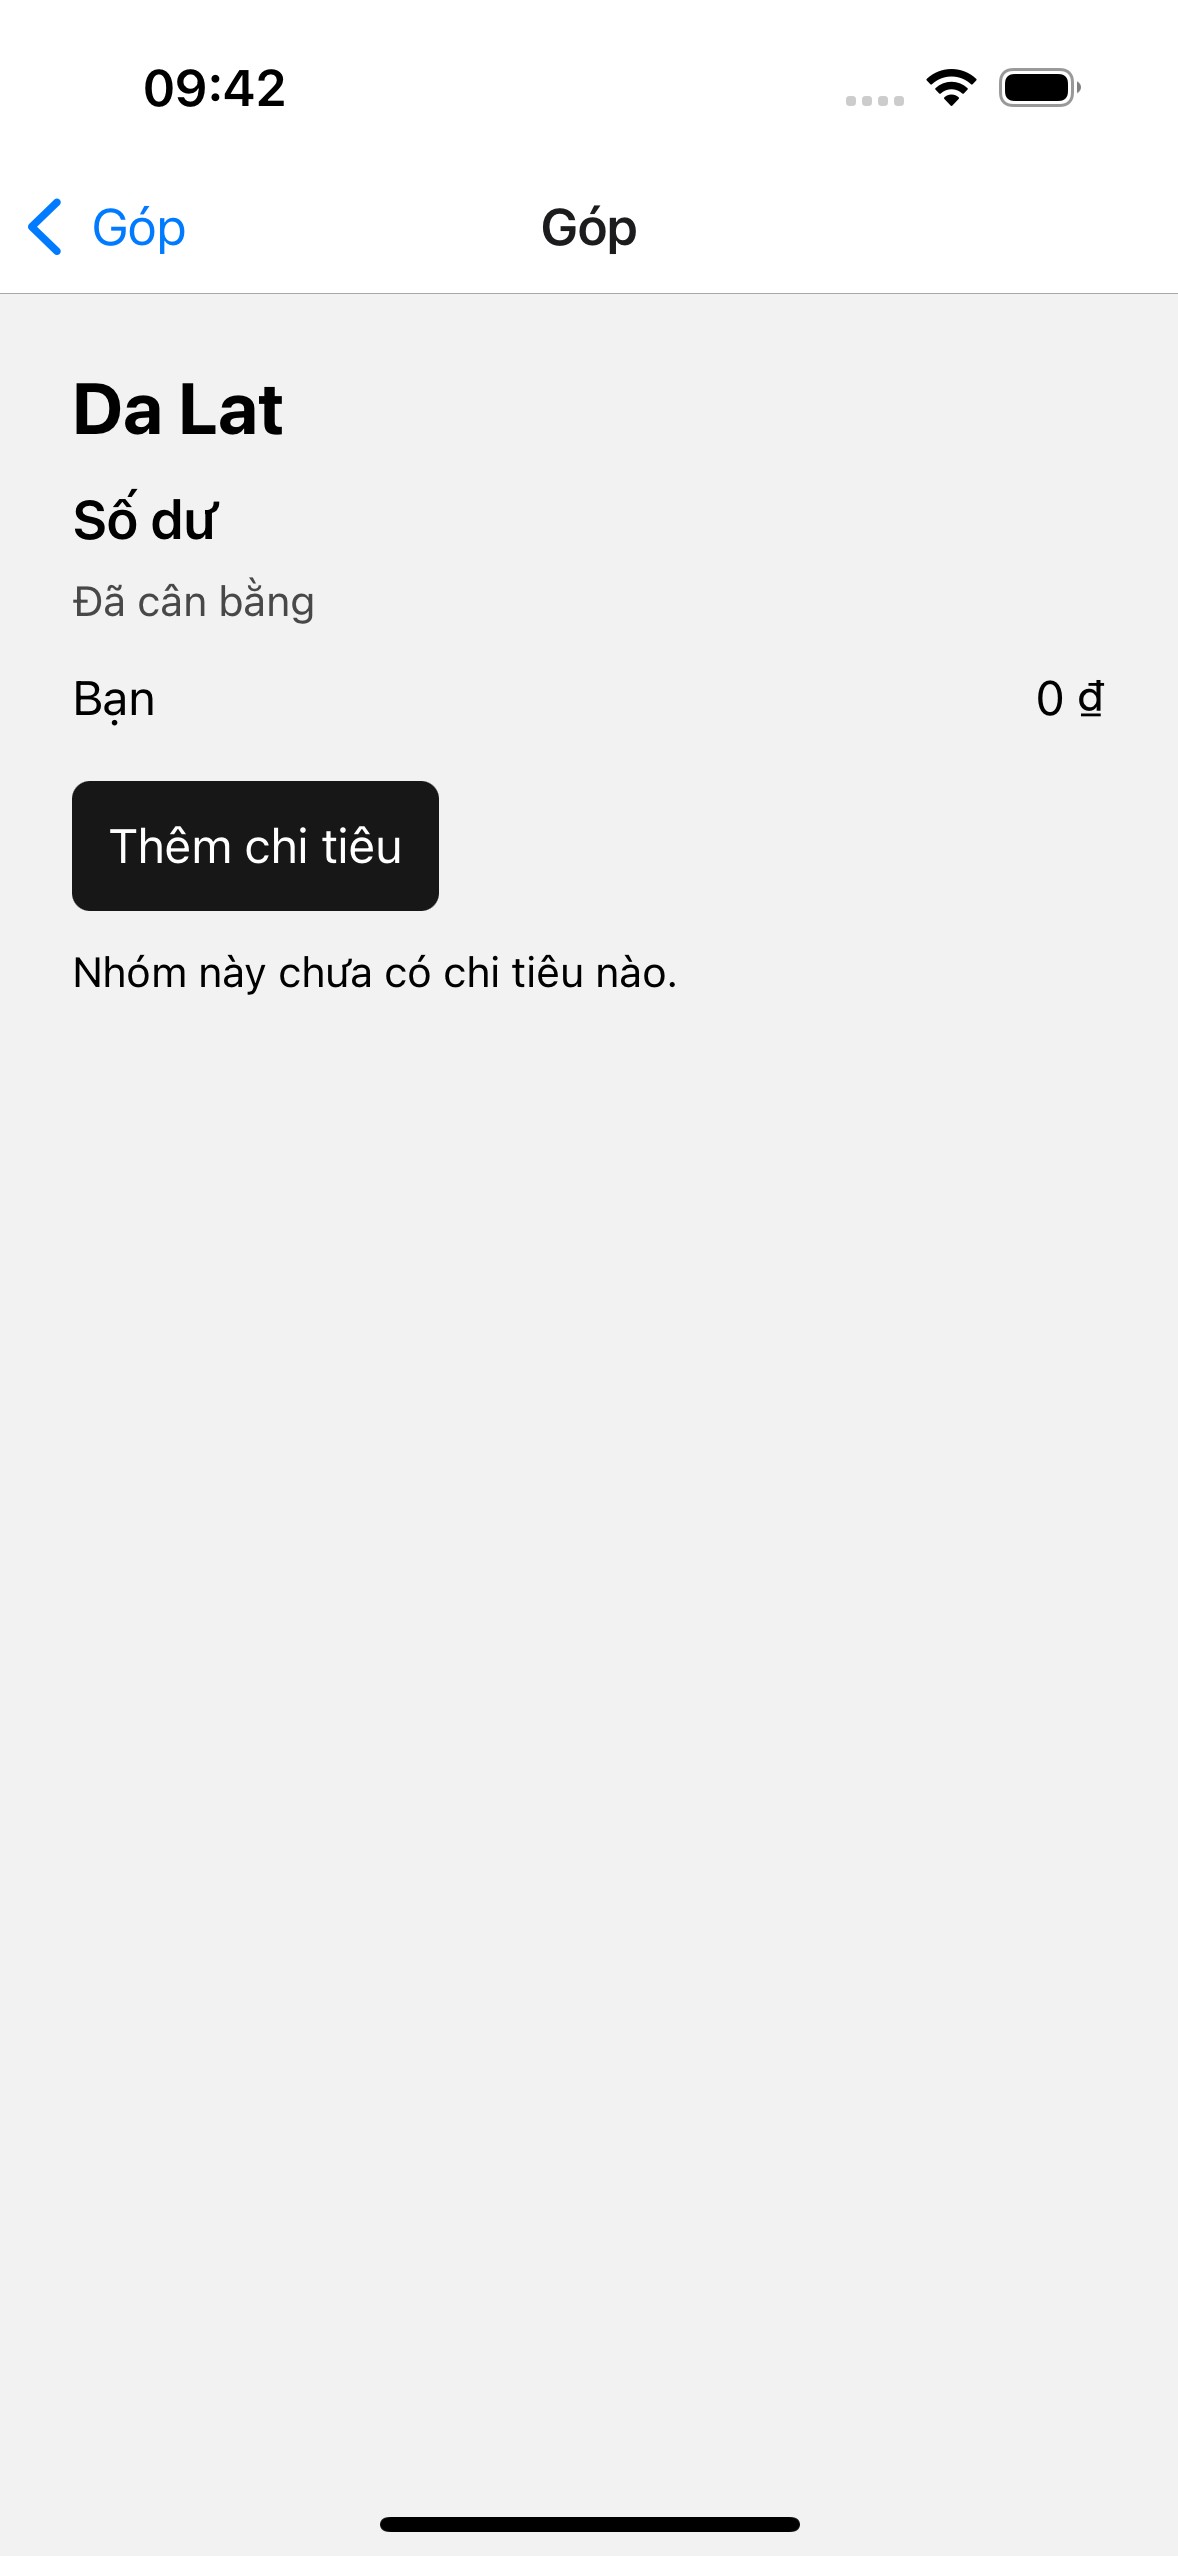 09:42
Góp
Góp
Da Lat
Số dư
Đã cân bằng
Bạn
0 ₫
Thêm chi tiêu
Nhóm này chưa có chi tiêu nào.